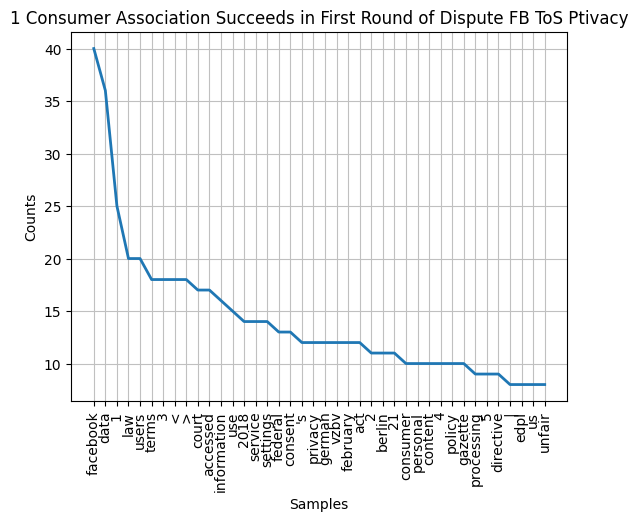 1 Consumer Association Succeeds in First Round of Dispute FB ToS Ptivacy
40
35
30
25
20
15
10
Counts
facebook
data
1
law
users
terms
3
<
>
court
accessed
information
use
2018
service
settings
federal
consent
's
privacy
german
vzbv
february
act
2
berlin
21
consumer
personal
content
4
policy
gazette
processing
5
directive
edpl
us
unfair
Samples